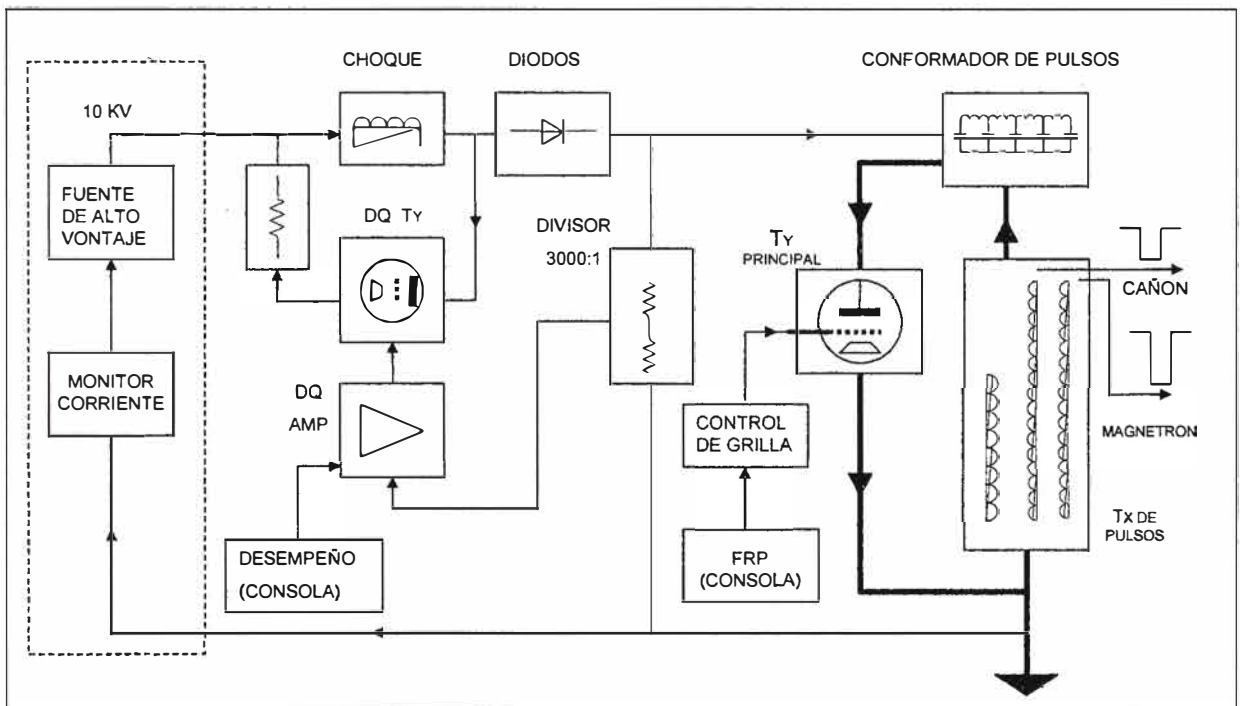 CHOQUE
DIODOS
CONFORMADOR DE PULSOS
10 KV
FUENTE
DE ALTO
VONTAJE
DQ TY
DIVISOR
3000:1
TY
PRINCIPAL
CAÑON
MONITOR
CORRIENTE
DQ
AMP
CONTROL
DE GRILLA
MAGNETRON
TX DE
PULSOS
DESEMPEÑO
(CONSOLA)
FRP
(CONSOLA)